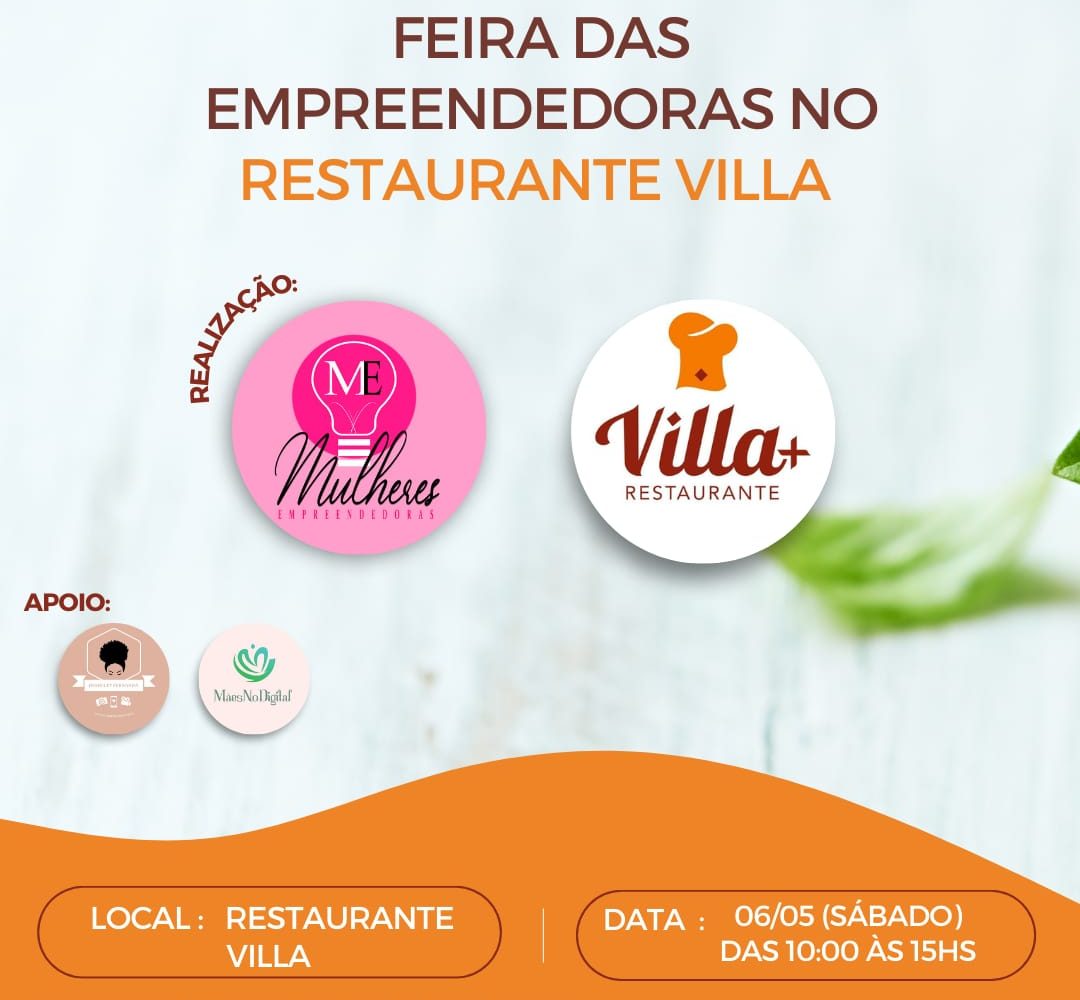 FEIRA DAS
EMPREENDEDORAS NO
RESTAURANTE VILLA
REALIZAÇÃO:
ME
Mulheres
EMPREENDEDORAS
Villa+
RESTAURANTE
APOIO:
MaesNoDigital
LOCAL : RESTAURANTE
VILLA
DATA : 06/05 (SÁBADO)
DAS 10:00 ÀS 15HS